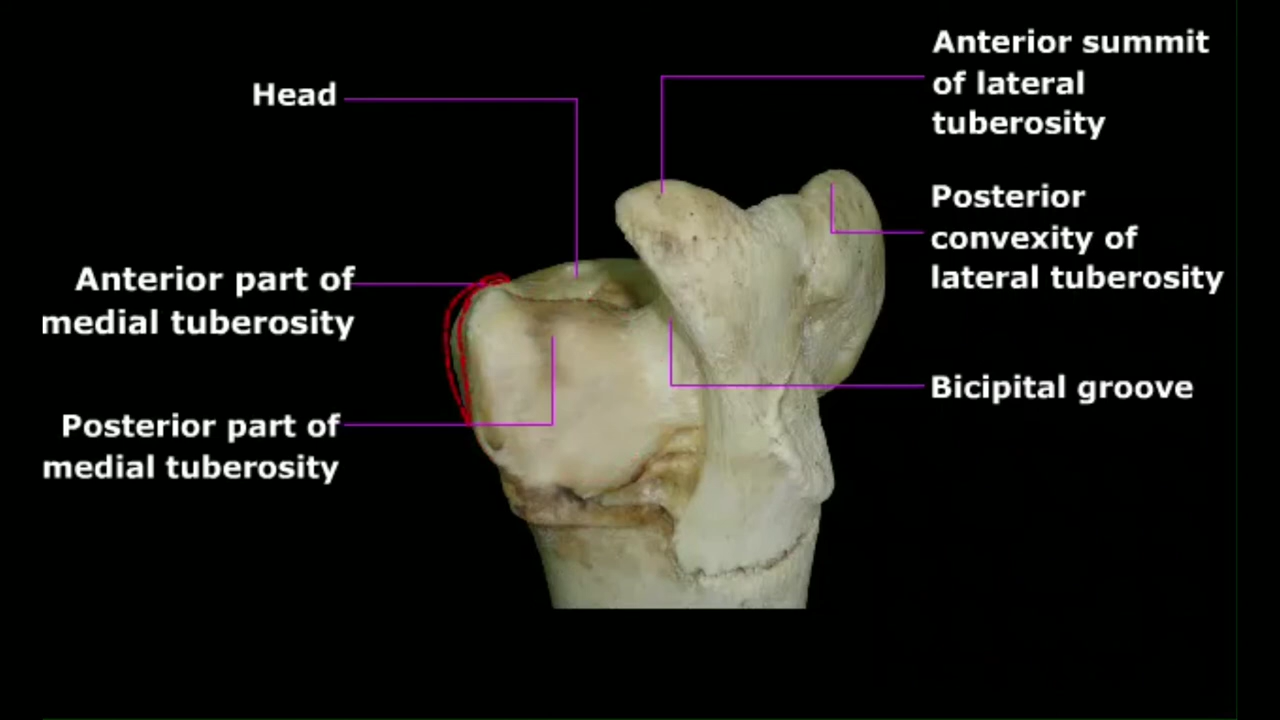 Head
Anterior summit
of lateral
tuberosity
Posterior
convexity of
lateral tuberosity
Anterior part of
medial tuberosity
Bicipital groove
Posterior part of
medial tuberosity